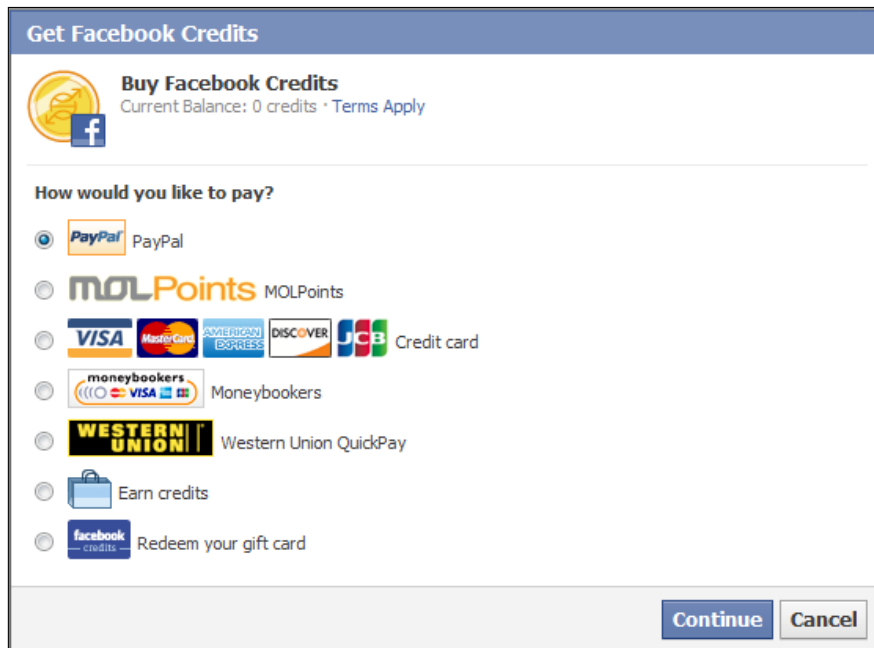 Get Facebook Credits
Buy Facebook Credits
Current Balance: 0 credits · Terms Apply
How would you like to pay?
PayPal PayPal
MOLPoints MOLPoints
VISA MasterCard AMERICAN EXPRESS DISCOVER JCB Credit card
moneybookers VISA Moneybookers
WESTERN UNION Western Union QuickPay
Earn credits
facebook credits Redeem your gift card
Continue Cancel